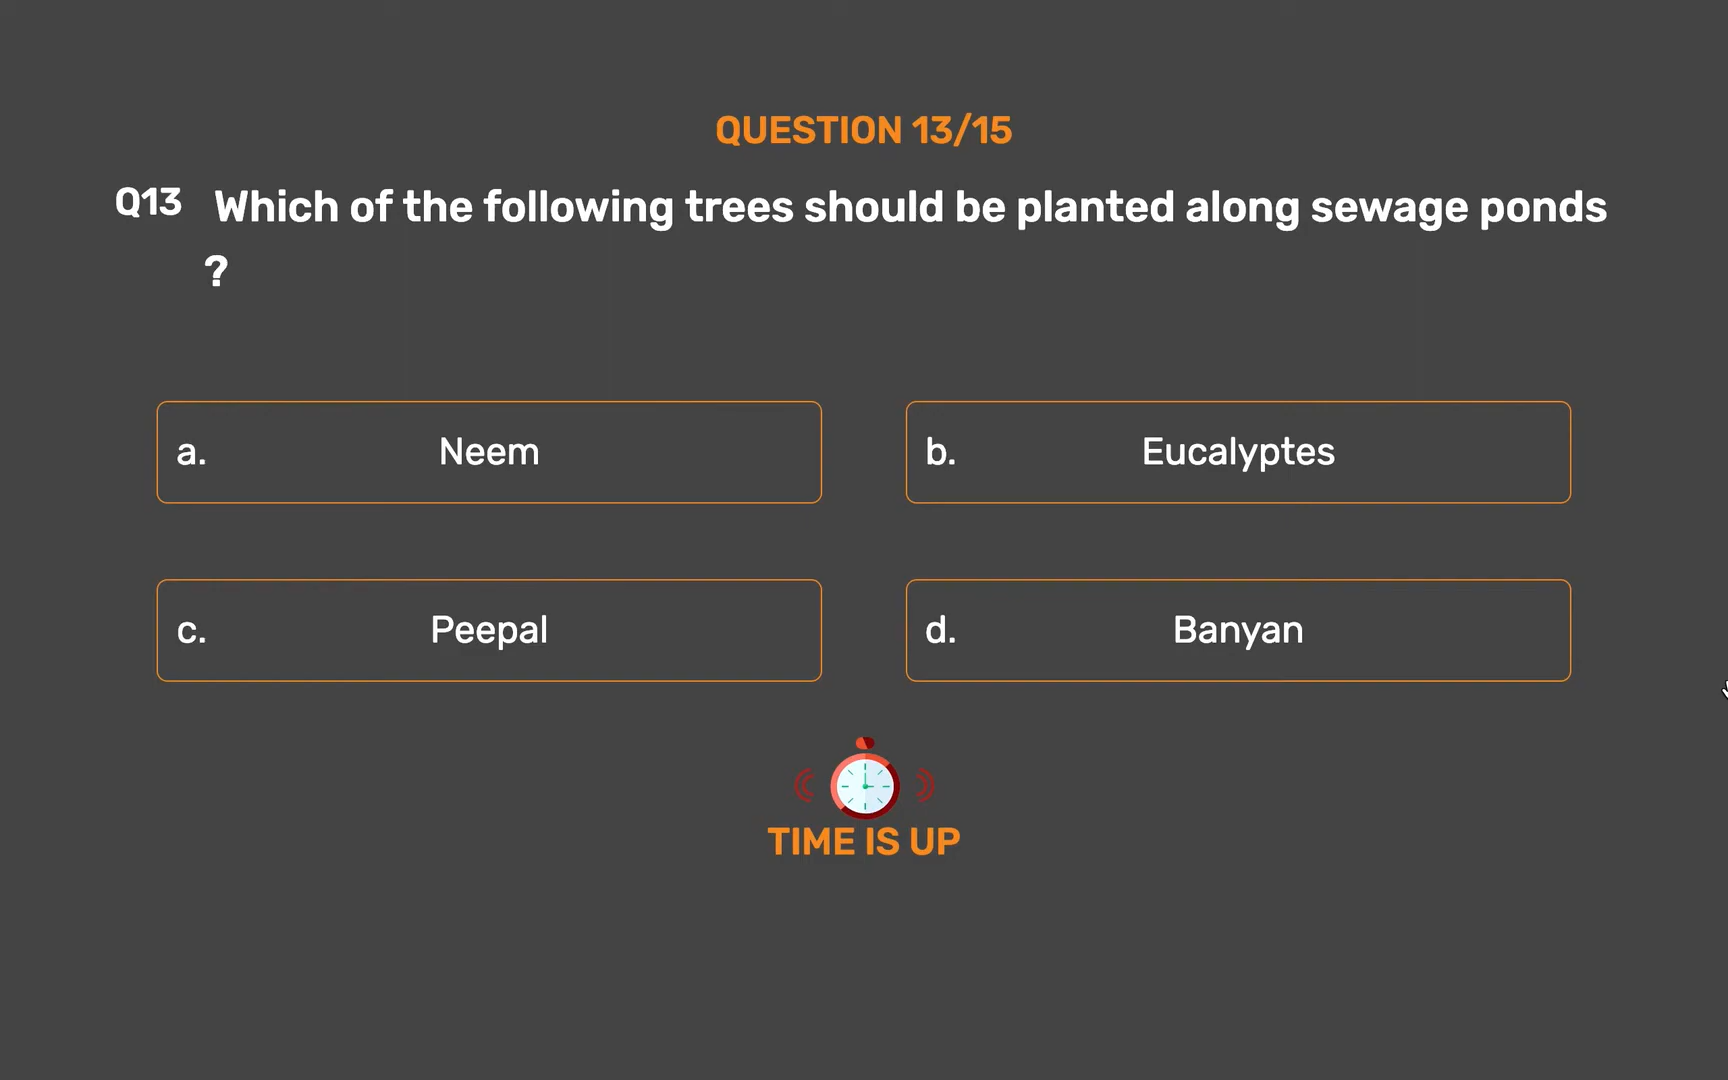 QUESTION 13/15
Q13 Which of the following trees should be planted along sewage ponds
?
a. Neem
b. Eucalyptes
c. Peepal
d. Banyan
TIME IS UP